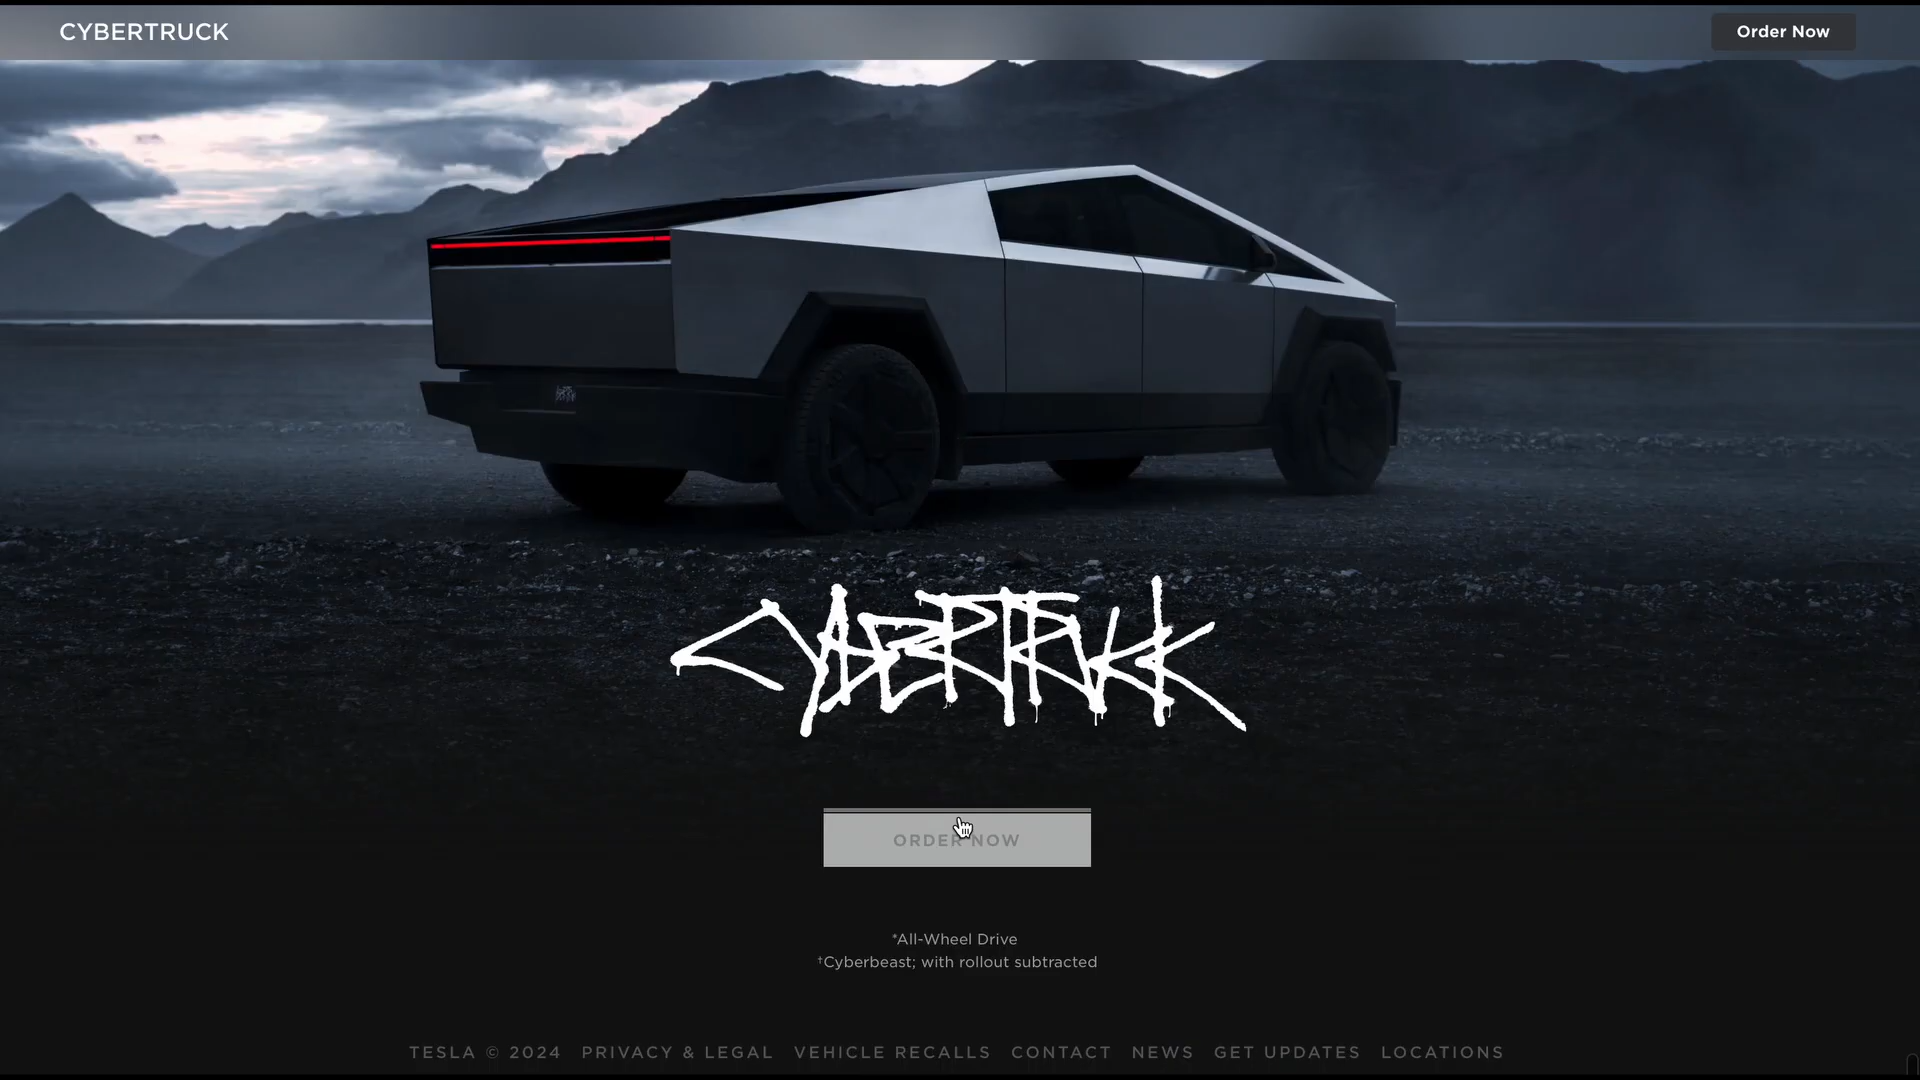 CYBERTRUCK
Order Now
CYBERTRUCK
ORDER NOW
*All-Wheel Drive
†Cyberbeast; with rollout subtracted
TESLA © 2024 PRIVACY & LEGAL VEHICLE RECALLS CONTACT NEWS GET UPDATES LOCATIONS